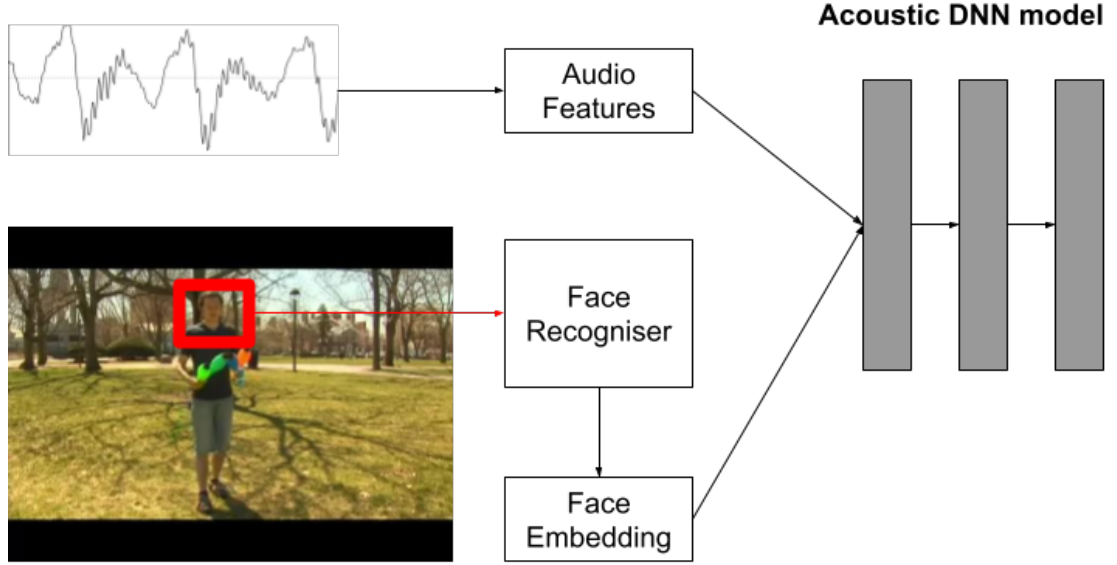 Acoustic DNN model
Audio
Features
Face
Recogniser
Face
Embedding